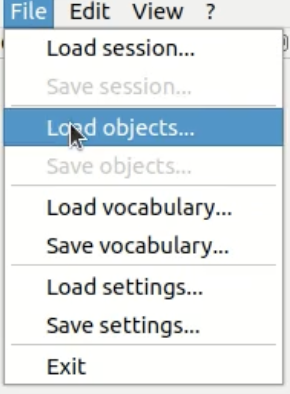 File Edit View ?
Load session...
Save session...
Load objects...
Save objects...
Load vocabulary...
Save vocabulary...
Load settings...
Save settings...
Exit